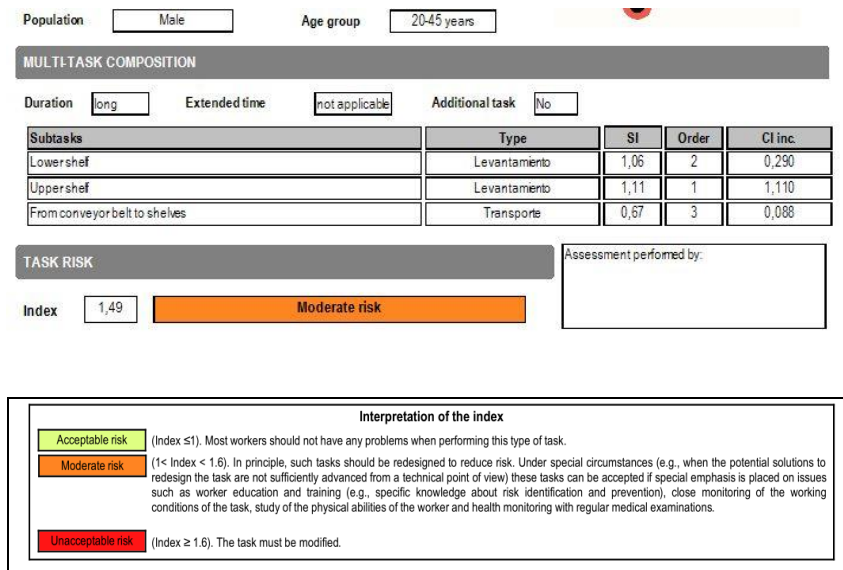 Population Male Age group 20-45 years
MULTI-TASK COMPOSITION
Duration long Extended time not applicable Additional task No
Subtasks Type SI Order CI inc.
Lower shelf Levantamiento 1,06 2 0,290
Upper shelf Levantamiento 1,11 1 1,110
From conveyor belt to shelves Transporte 0,67 3 0,088
TASK RISK
Assessment performed by:
Index 1,49 Moderate risk
Interpretation of the index
Acceptable risk (Index ≤1). Most workers should not have any problems when performing this type of task.
Moderate risk (1< Index < 1.6). In principle, such tasks should be redesigned to reduce risk. Under special circumstances (e.g., when the potential solutions to
redesign the task are not sufficiently advanced from a technical point of view) these tasks can be accepted if special emphasis is placed on issues
such as worker education and training (e.g., specific knowledge about risk identification and prevention), close monitoring of the working
conditions of the task, study of the physical abilities of the worker and health monitoring with regular medical examinations.
Unacceptable risk (Index ≥ 1.6). The task must be modified.